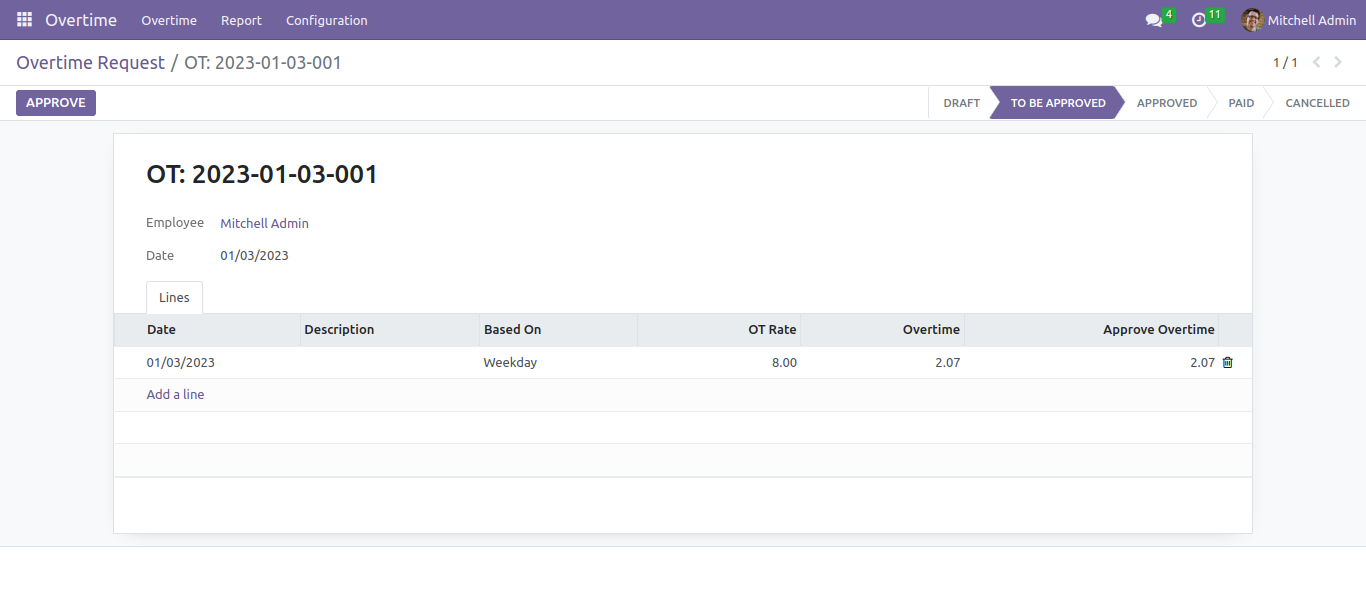 Overtime Overtime Report Configuration 4 11 Mitchell Admin
Overtime Request / OT: 2023-01-03-001 1 / 1
APPROVE DRAFT TO BE APPROVED APPROVED PAID CANCELLED
OT: 2023-01-03-001
Employee Mitchell Admin
Date 01/03/2023
Lines
Date Description Based On OT Rate Overtime Approve Overtime
01/03/2023 Weekday 8.00 2.07 2.07
Add a line